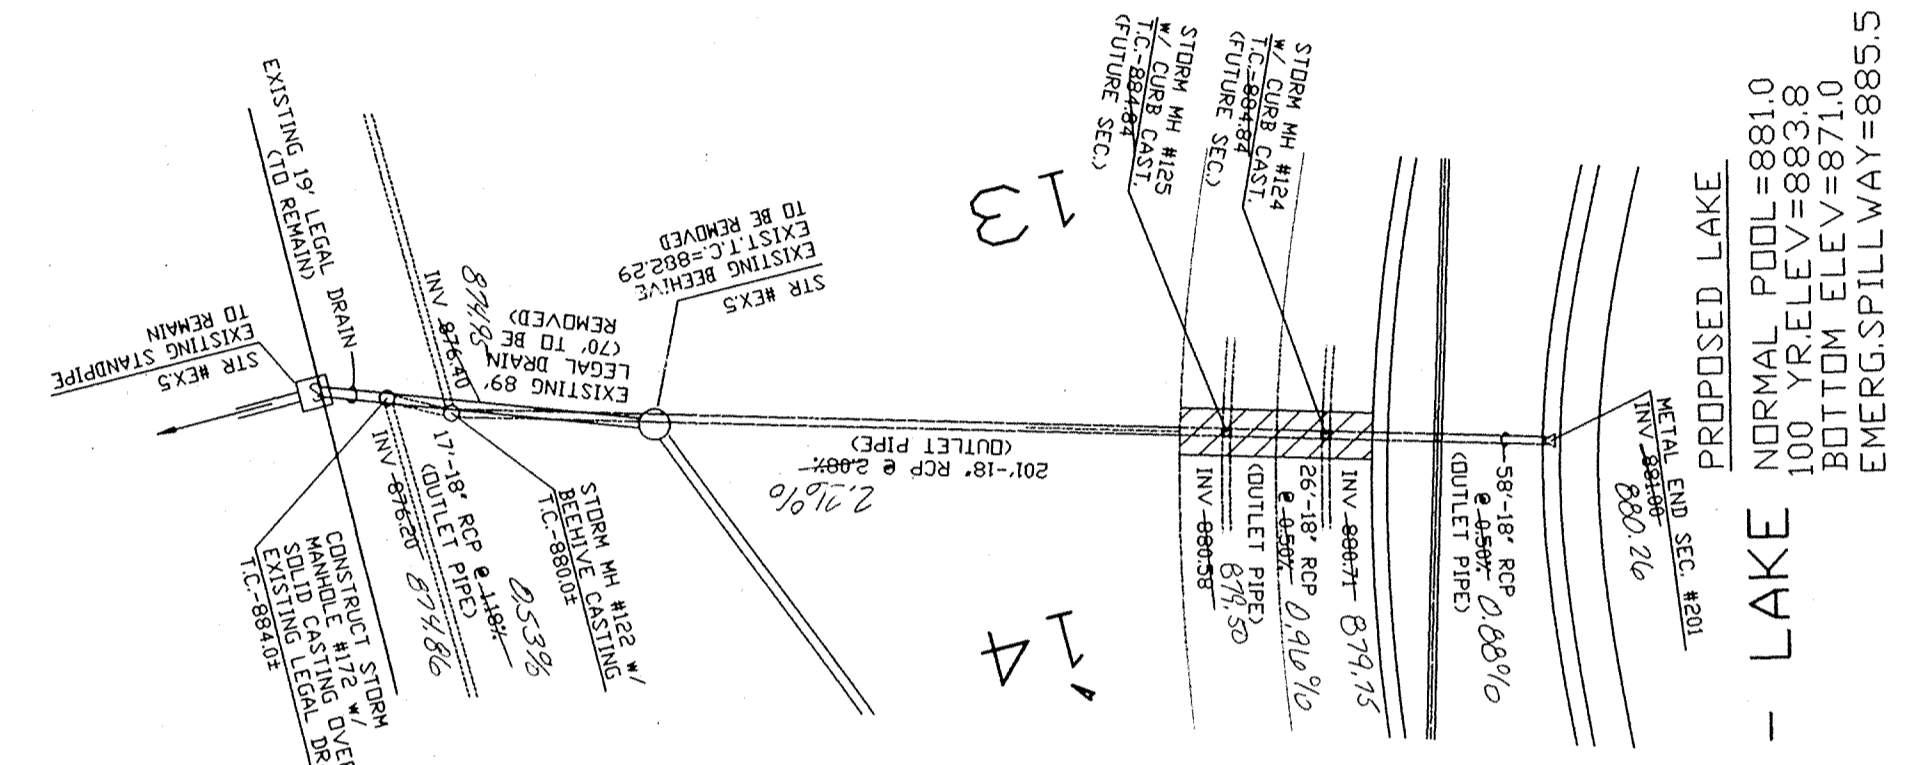 EXISTING 19' LEGAL DRAIN
(TO REMAIN)
STR #EX.5
EXISTING STANDPIPE
TO REMAIN
INV 876.40
874.95
EXISTING 89'
LEGAL DRAIN
(70' TO BE
REMOVED)
STR #EX.5
EXISTING BEEHIVE
EXIST.T.C.=882.29
TO BE REMOVED
CONSTRUCT STORM
MANHOLE #172 w/
SOLID CASTING OVER
EXISTING LEGAL DR
T.C.-884.0±
INV 876.20 874.86
17'-18" RCP @ 1.18%
(OUTLET PIPE)
0.53%
STORM MH #122 w/
BEEHIVE CASTING
T.C.-880.0±
201'-18" RCP @ 2.08%
(OUTLET PIPE)
2.26%
13
14
STORM MH #125
w/ CURB CAST.
T.C.-884.84
(FUTURE SEC.)
STORM MH #124
w/ CURB CAST.
T.C.-884.84
(FUTURE SEC.)
INV 880.58
879.50
26'-18" RCP
@ 0.50% 0.96%
(OUTLET PIPE)
INV 880.71 879.75
58'-18" RCP
@ 0.50% 0.88%
(OUTLET PIPE)
METAL END SEC. #201
INV 881.00
880.26
PROPOSED LAKE
NORMAL POOL=881.0
100 YR.ELEV=883.8
BOTTOM ELEV=871.0
EMERG.SPILLWAY=885.5
- LAKE